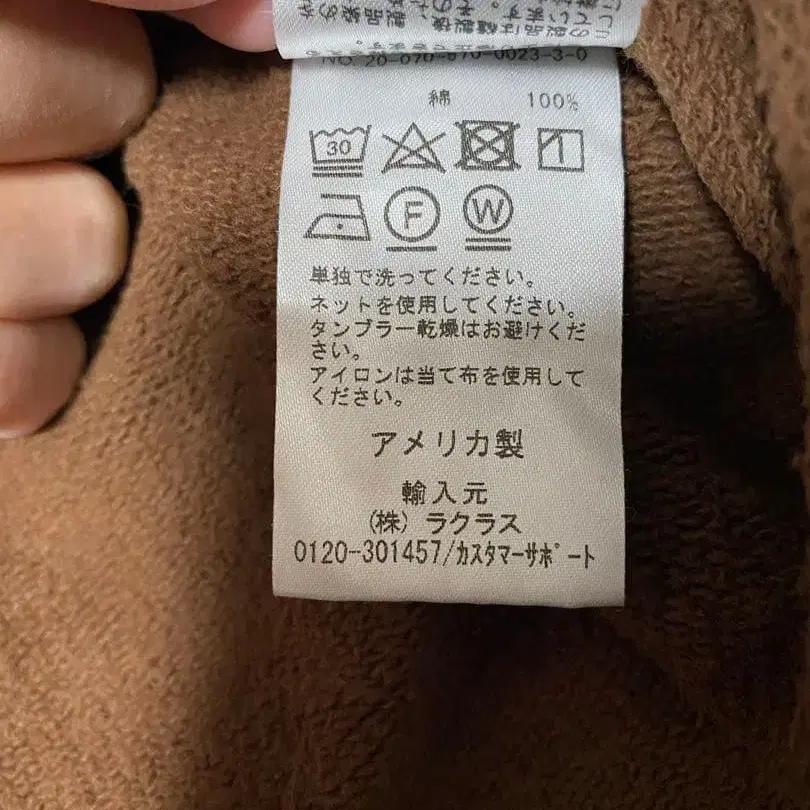 NO. 20-070-670-0023-3-0
綿 100%
30
F W
単独で洗ってください。
ネットを使用してください。
タンブラー乾燥はお避けくだ
さい。
アイロンは当て布を使用して
ください。
アメリカ製
輸入元
(株) ラクラス
0120-301457/カスタマーサポート